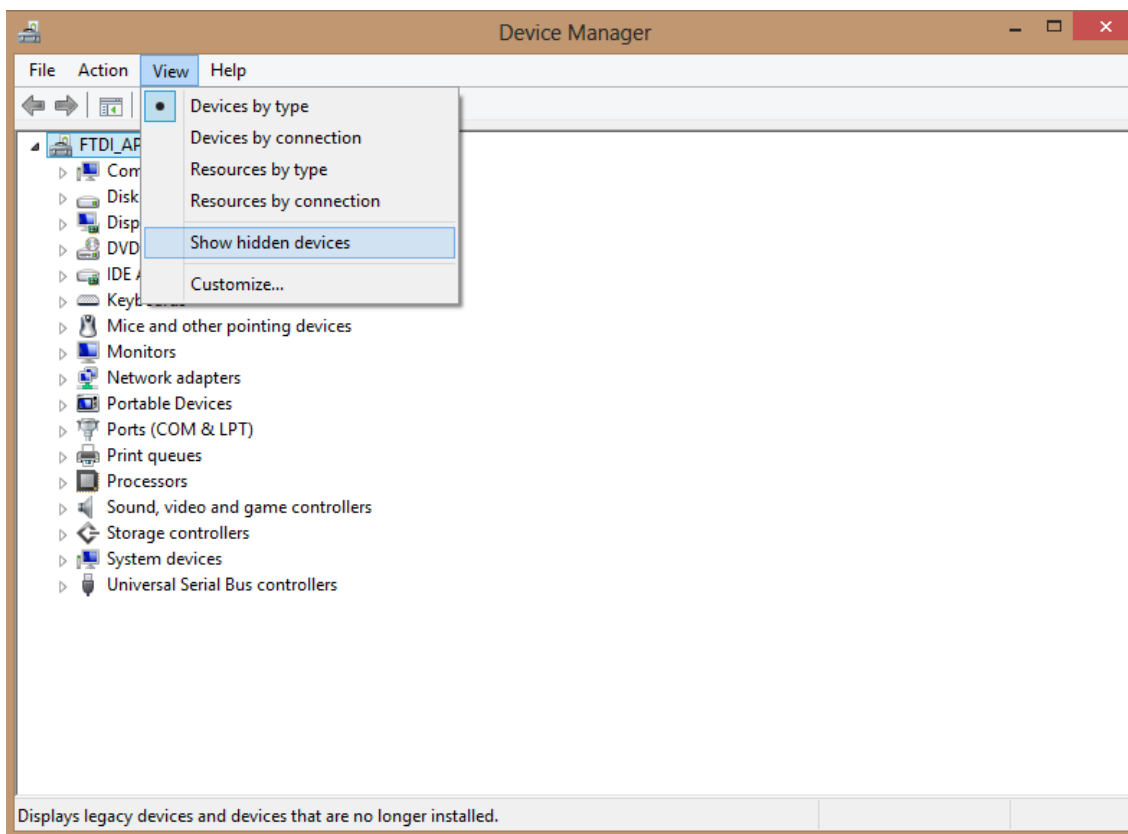 Device Manager
File Action View Help
Devices by type
Devices by connection
Resources by type
Resources by connection
Show hidden devices
Customize...
FTDI_AP
Com
Disk
Disp
DVD
IDE
Keyb
Mice and other pointing devices
Monitors
Network adapters
Portable Devices
Ports (COM & LPT)
Print queues
Processors
Sound, video and game controllers
Storage controllers
System devices
Universal Serial Bus controllers
Displays legacy devices and devices that are no longer installed.